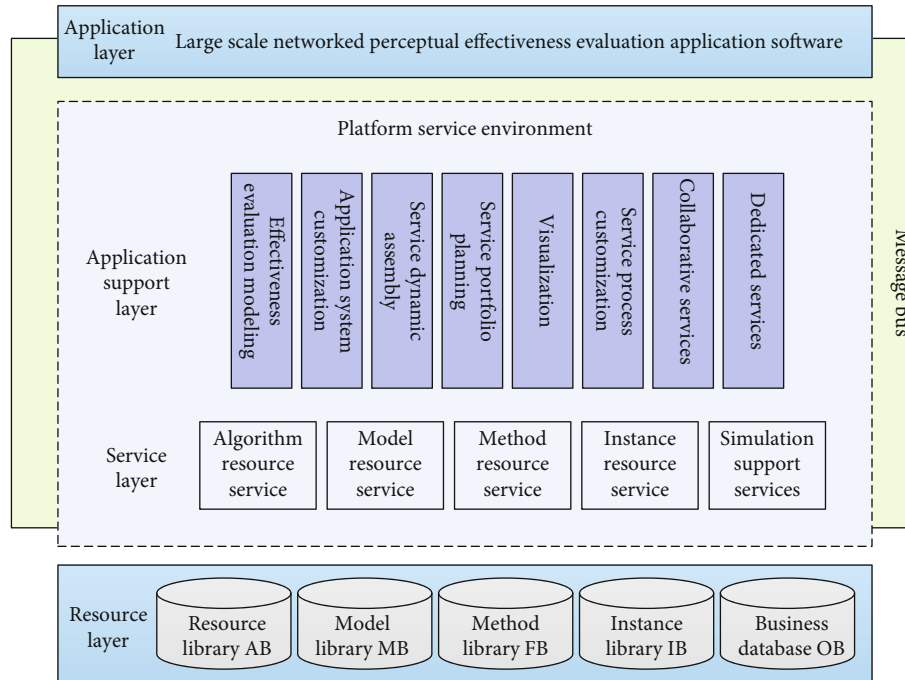 Application
layer
Large scale networked perceptual effectiveness evaluation application software
Platform service environment
Application
support
layer
Effectiveness
evaluation modeling
Application system
customization
Service dynamic
assembly
Service portfolio
planning
Visualization
Service process
customization
Collaborative services
Dedicated services
Message bus
Service
layer
Algorithm
resource
service
Model
resource
service
Method
resource
service
Instance
resource
service
Simulation
support
services
Resource
layer
Resource
library AB
Model
library MB
Method
library FB
Instance
library IB
Business
database OB